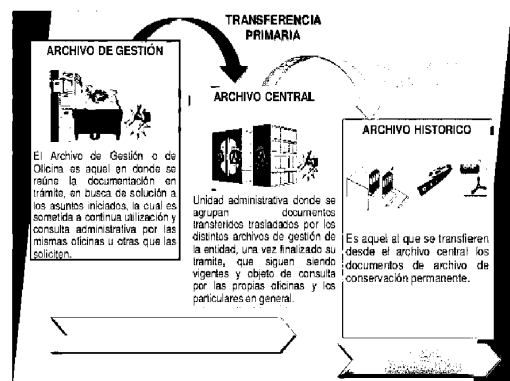 TRANSFERENCIA
PRIMARIA
ARCHIVO DE GESTIÓN
El Archivo de Gestión o de
Oficina es aquel en donde se
reúne la documentación en
trámite, en busca de solución a
los asuntos iniciados, la cual es
sometida a continua utilización y
consulta administrativa por las
mismas oficinas u otras que las
soliciten.
ARCHIVO CENTRAL
Unidad administrativa donde se
agrupan documentos
transferidos trasladados por los
distintos archivos de gestión de
la entidad, una vez finalizado su
tramite, que siguen siendo
vigentes y objeto de consulta
por las propias oficinas y los
particulares en general.
ARCHIVO HISTORICO
Es aquel al que se transfieren
desde el archivo central los
documentos de archivo de
conservación permanente.